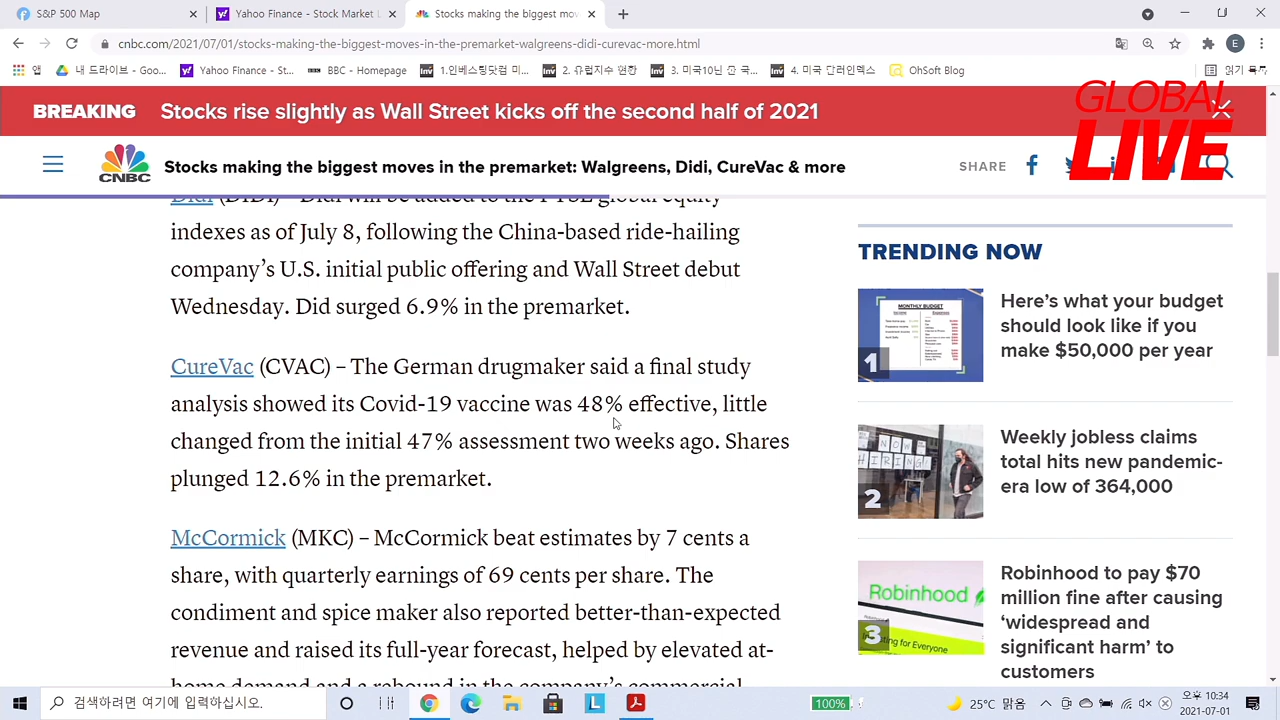 S&P 500 Map
Yahoo Finance - Stock Market L
Stocks making the biggest mov
cnbc.com/2021/07/01/stocks-making-the-biggest-moves-in-the-premarket-walgreens-didi-curevac-more.html
E
앱
내 드라이브 - Goo...
Yahoo Finance - St...
BBC - Homepage
1.인베스팅닷컴 미...
2. 유럽지수 현황
4. 미국 달러인덱스
OhSoft Blog
읽기 목록
BREAKING Stocks rise slightly as Wall Street kicks off the second half of 2021
GLOBAL
LIVE
CNBC
Stocks making the biggest moves in the premarket: Walgreens, Didi, CureVac & more
SHARE
Didi (DIDI) – Didi will be added to the FTSE global equity
indexes as of July 8, following the China-based ride-hailing
company's U.S. initial public offering and Wall Street debut
Wednesday. Did surged 6.9% in the premarket.
CureVac (CVAC) – The German drugmaker said a final study
analysis showed its Covid-19 vaccine was 48% effective, little
changed from the initial 47% assessment two weeks ago. Shares
plunged 12.6% in the premarket.
McCormick (MKC) – McCormick beat estimates by 7 cents a
share, with quarterly earnings of 69 cents per share. The
condiment and spice maker also reported better-than-expected
revenue and raised its full-year forecast, helped by elevated at-
home demand and a rebound in the company's commercial
TRENDING NOW
MONTHLY BUDGET
1
Here's what your budget
should look like if you
make $50,000 per year
NOW
HIRING!
2
Weekly jobless claims
total hits new pandemic-
era low of 364,000
Robinhood
for Everyone
3
Robinhood to pay $70
million fine after causing
'widespread and
significant harm' to
customers
검색하려면 여기에 입력하십시오.
L
100%
25°C 맑음
오후 10:34
2021-07-01